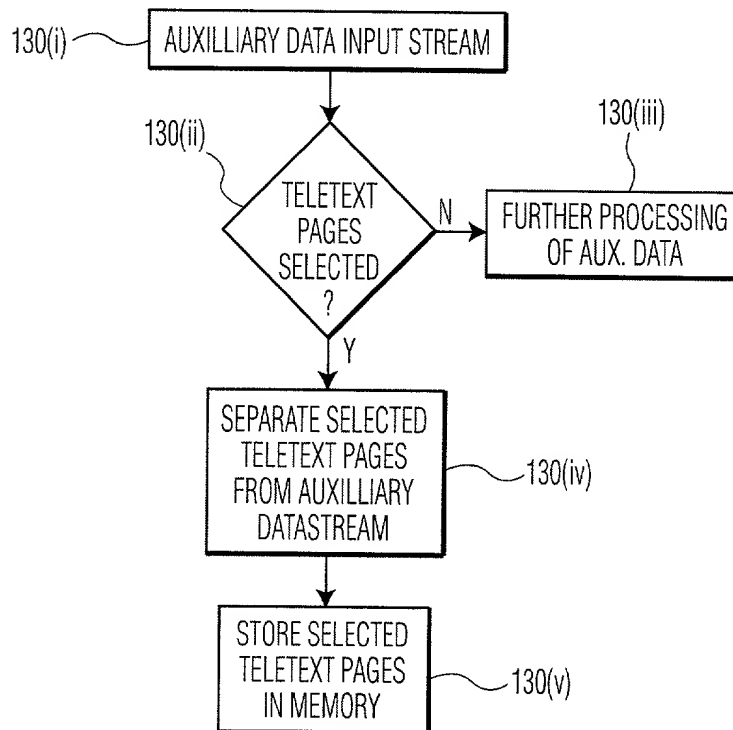 130(i)
AUXILLIARY DATA INPUT STREAM
130(ii)
130(iii)
TELETEXT
PAGES
SELECTED
?
N
FURTHER PROCESSING
OF AUX. DATA
Y
SEPARATE SELECTED
TELETEXT PAGES
FROM AUXILLIARY
DATASTREAM
130(iv)
STORE SELECTED
TELETEXT PAGES
IN MEMORY
130(v)